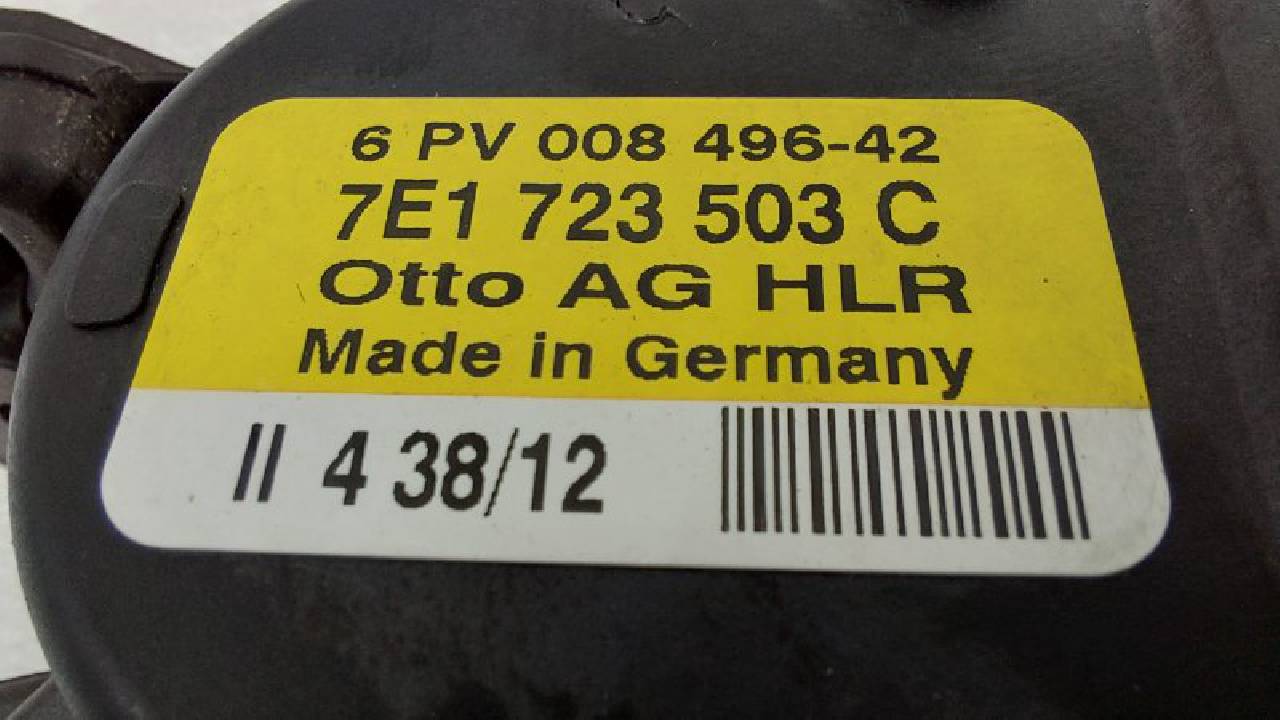 6 PV 008 496-42
7E1 723 503 C
Otto AG HLR
Made in Germany
II 4 38/12